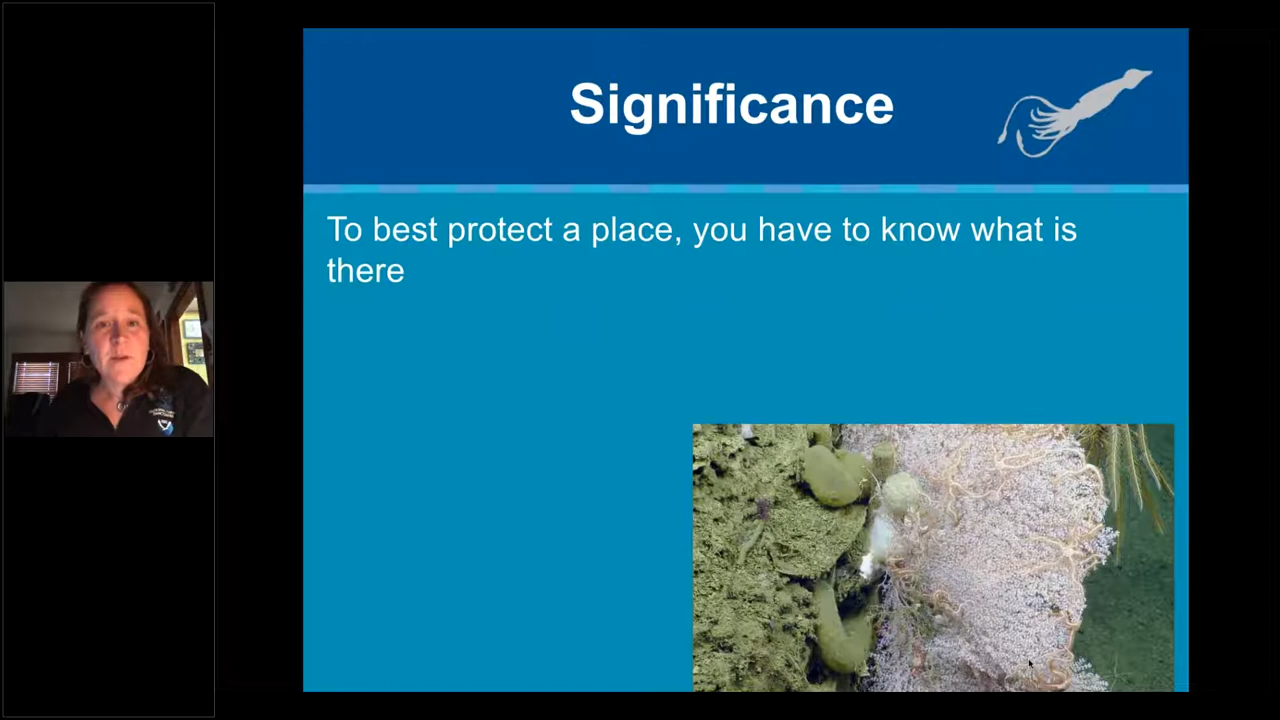 Significance
To best protect a place, you have to know what is
there